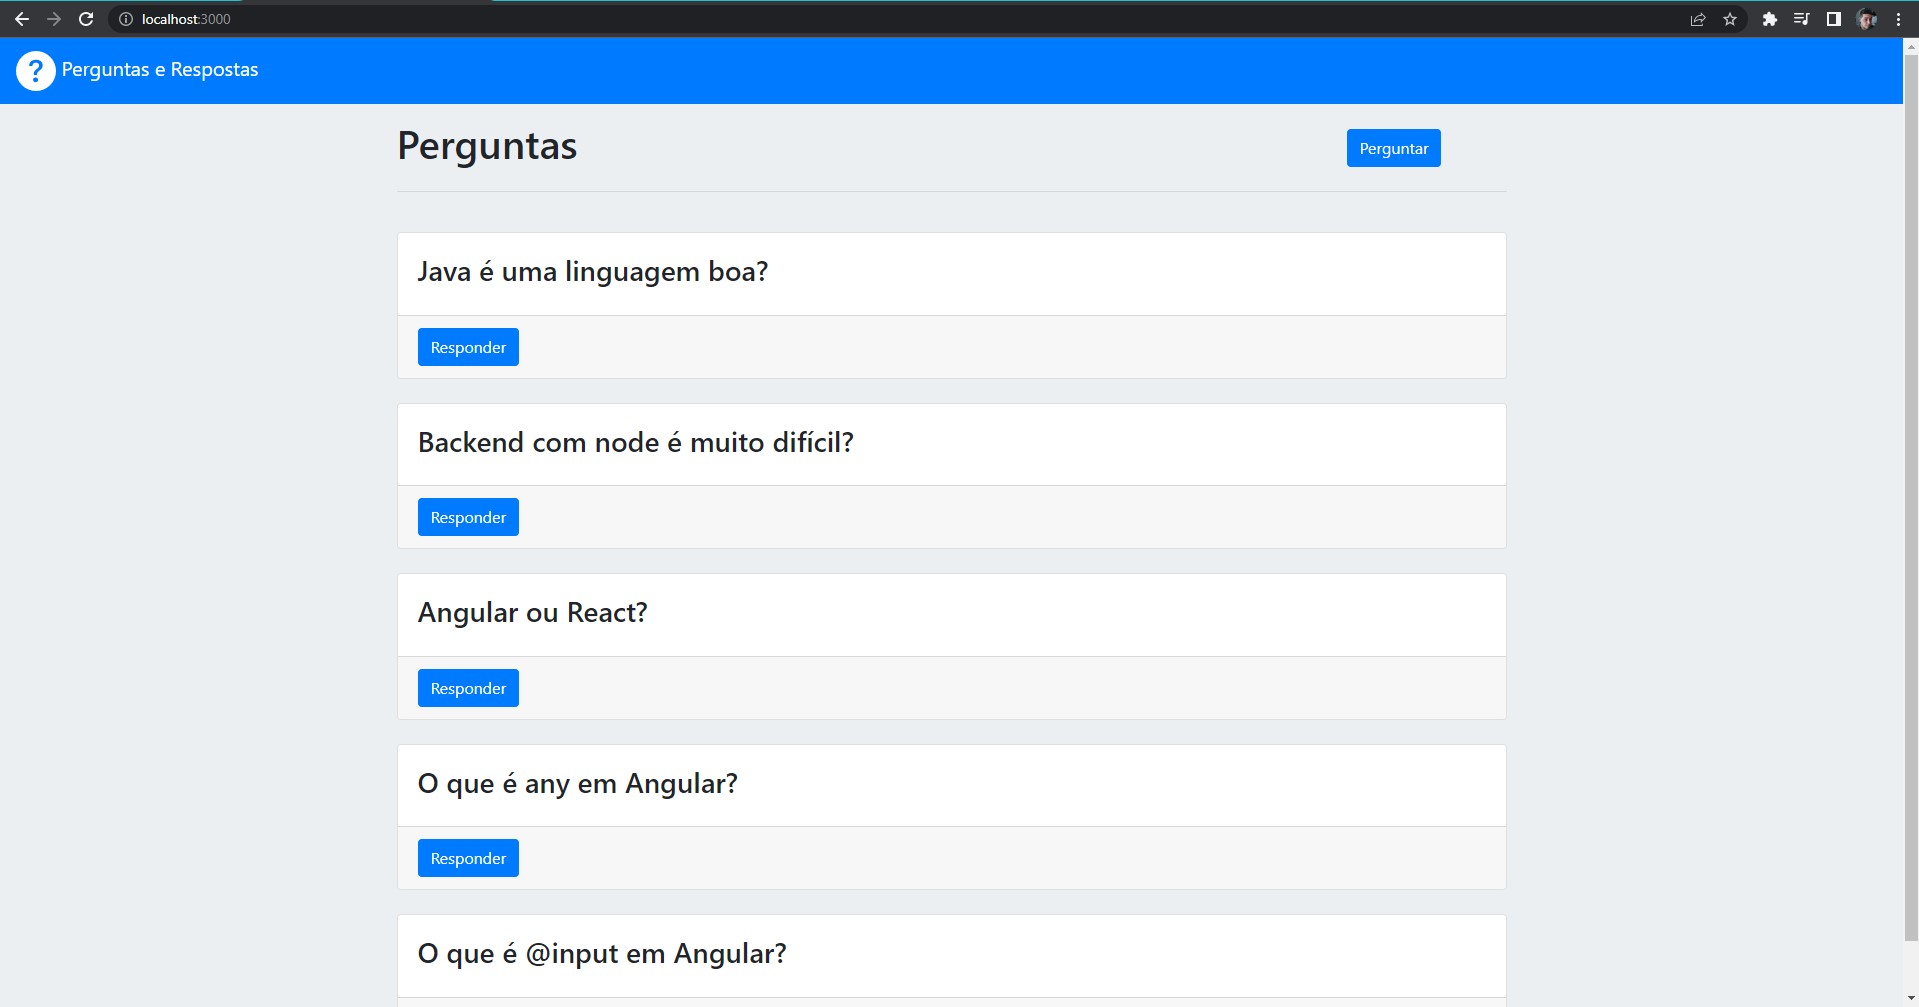 localhost:3000
? Perguntas e Respostas
Perguntas
Perguntar
Java é uma linguagem boa?
Responder
Backend com node é muito difícil?
Responder
Angular ou React?
Responder
O que é any em Angular?
Responder
O que é @input em Angular?